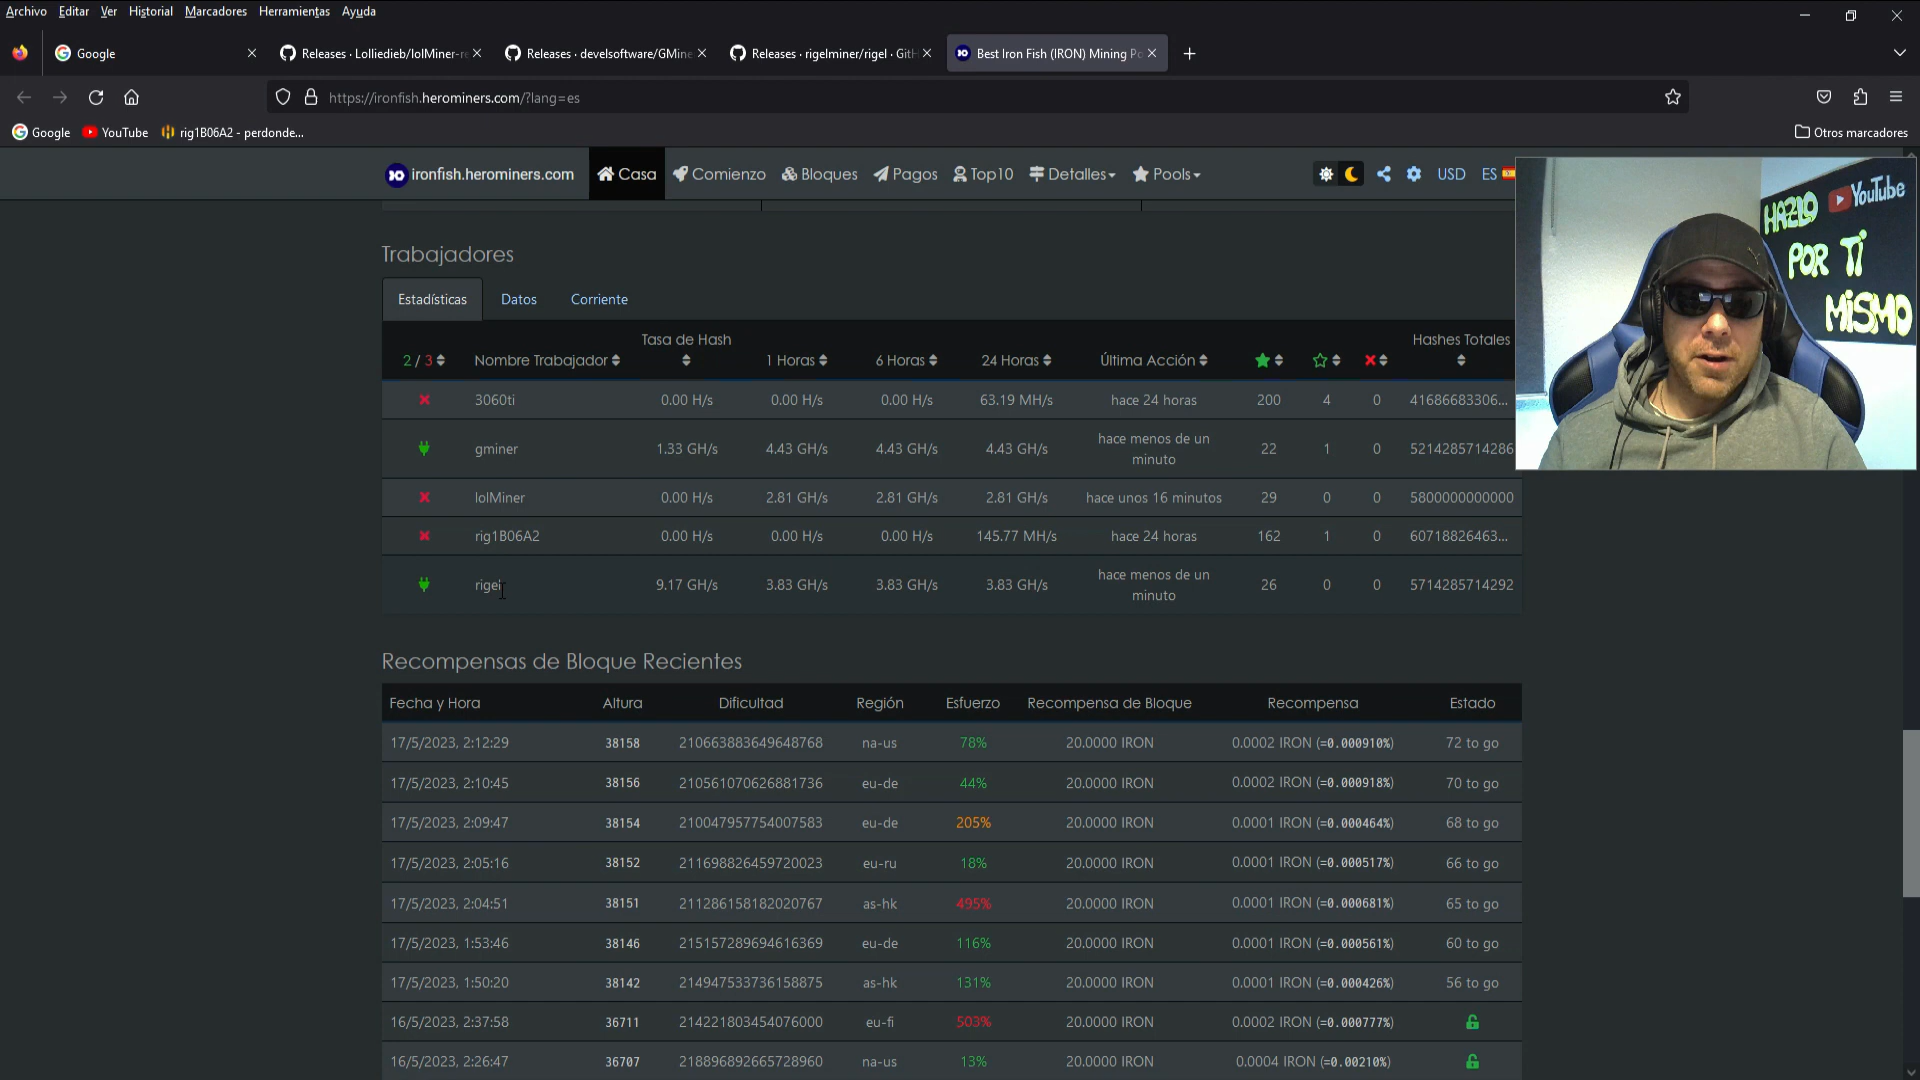 Archivo Editar Ver Historial Marcadores Herramientas Ayuda
Google
Releases · Lolliedieb/lolMiner-re
Releases · develsoftware/GMine
Releases · rigelminer/rigel · GitH
Best Iron Fish (IRON) Mining Po
https://ironfish.herominers.com/?lang=es
Google YouTube rig1B06A2 - perdonde... Otros marcadores
ironfish.herominers.com Casa Comienzo Bloques Pagos Top10 Detalles Pools USD ES
YouTube
HAZLO
POR TI
MISMO
Trabajadores
Estadísticas Datos Corriente
2 / 3 Nombre Trabajador Tasa de Hash 1 Horas 6 Horas 24 Horas Última Acción Hashes Totales
3060ti 0.00 H/s 0.00 H/s 0.00 H/s 63.19 MH/s hace 24 horas 200 4 0 41686683306...
gminer 1.33 GH/s 4.43 GH/s 4.43 GH/s 4.43 GH/s hace menos de un minuto 22 1 0 5214285714286
lolMiner 0.00 H/s 2.81 GH/s 2.81 GH/s 2.81 GH/s hace unos 16 minutos 29 0 0 5800000000000
rig1B06A2 0.00 H/s 0.00 H/s 0.00 H/s 145.77 MH/s hace 24 horas 162 1 0 60718826463...
rigel 9.17 GH/s 3.83 GH/s 3.83 GH/s 3.83 GH/s hace menos de un minuto 26 0 0 5714285714292
Recompensas de Bloque Recientes
Fecha y Hora Altura Dificultad Región Esfuerzo Recompensa de Bloque Recompensa Estado
17/5/2023, 2:12:29 38158 210663883649648768 na-us 78% 20.0000 IRON 0.0002 IRON (=0.000910%) 72 to go
17/5/2023, 2:10:45 38156 210561070626881736 eu-de 44% 20.0000 IRON 0.0002 IRON (=0.000918%) 70 to go
17/5/2023, 2:09:47 38154 210047957754007583 eu-de 205% 20.0000 IRON 0.0001 IRON (=0.000464%) 68 to go
17/5/2023, 2:05:16 38152 211698826459720023 eu-ru 18% 20.0000 IRON 0.0001 IRON (=0.000517%) 66 to go
17/5/2023, 2:04:51 38151 211286158182020767 as-hk 495% 20.0000 IRON 0.0001 IRON (=0.000681%) 65 to go
17/5/2023, 1:53:46 38146 215157289694616369 eu-de 116% 20.0000 IRON 0.0001 IRON (=0.000561%) 60 to go
17/5/2023, 1:50:20 38142 214947533736158875 as-hk 131% 20.0000 IRON 0.0001 IRON (=0.000426%) 56 to go
16/5/2023, 2:37:58 36711 214221803454076000 eu-fi 503% 20.0000 IRON 0.0002 IRON (=0.000777%)
16/5/2023, 2:26:47 36707 218896892665728960 na-us 13% 20.0000 IRON 0.0004 IRON (=0.00210%)